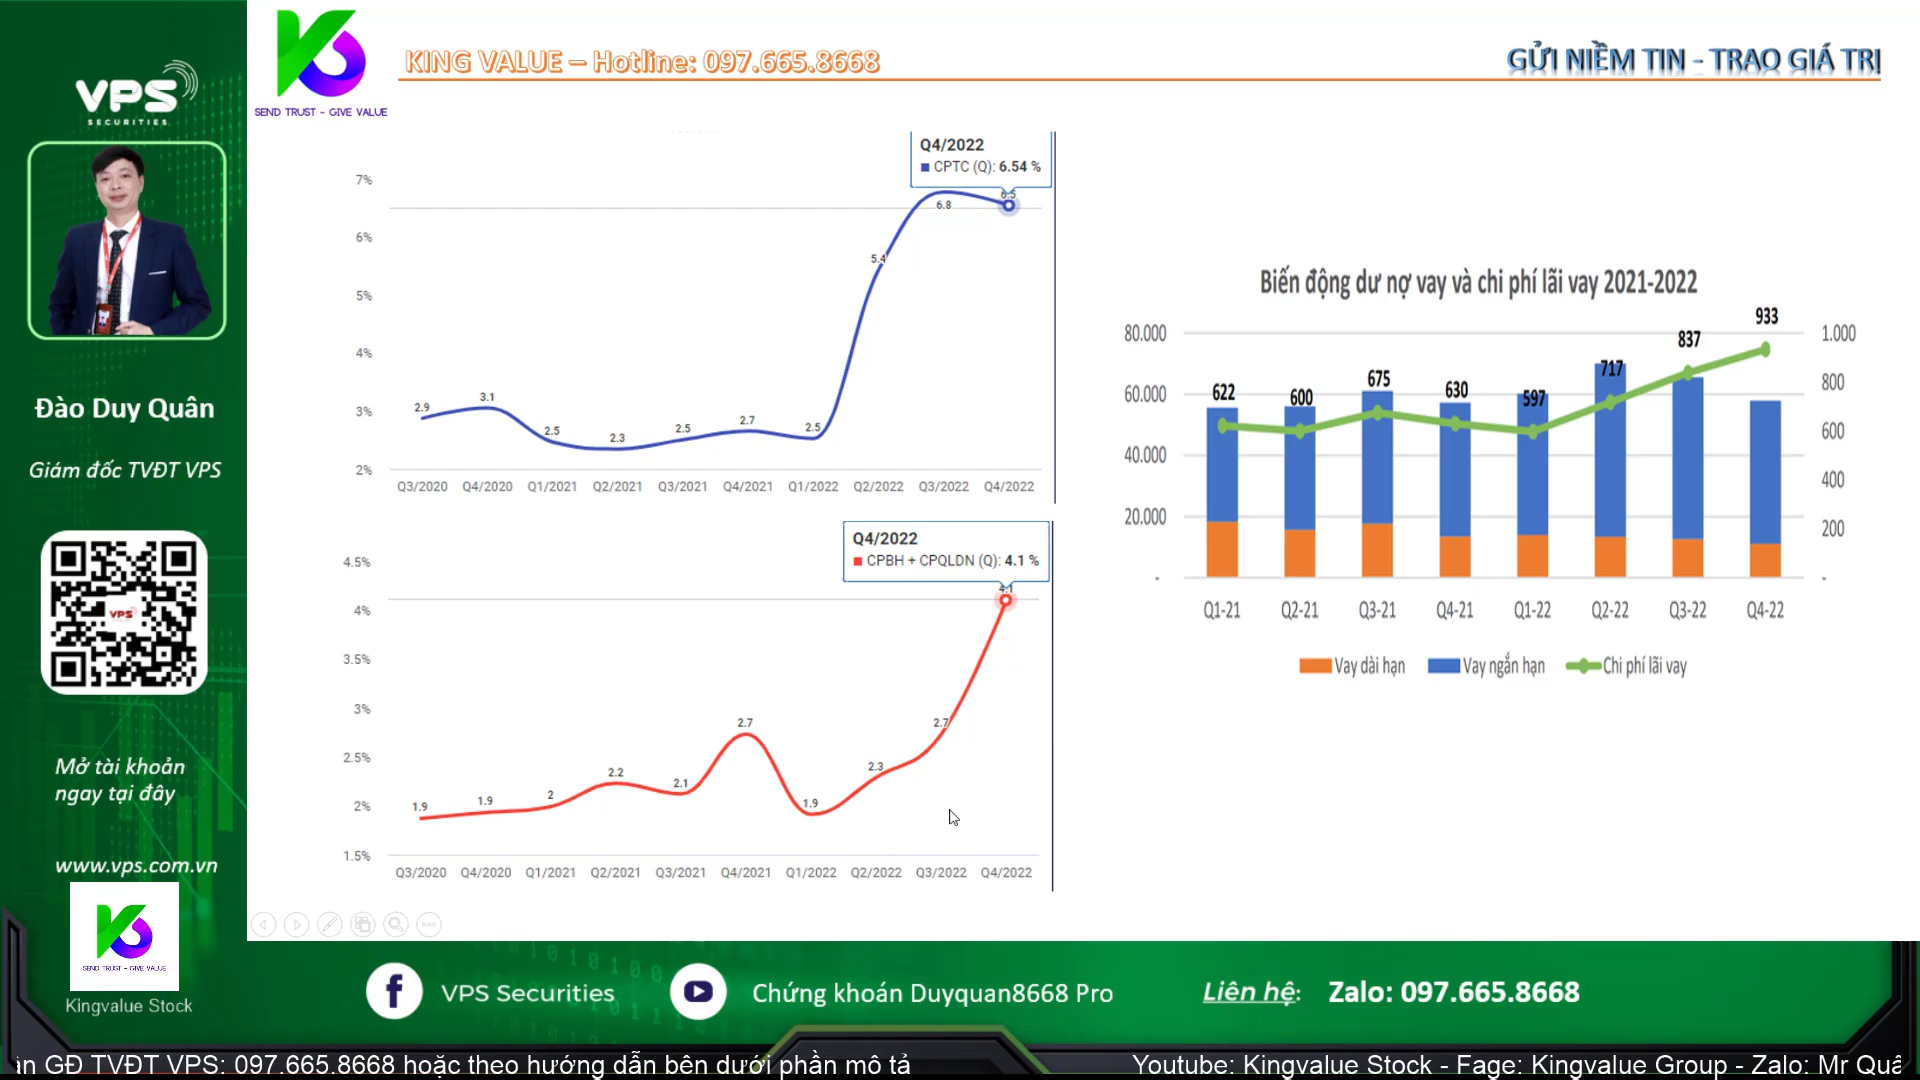 VPS
SECURITIES
Đào Duy Quân
Giám đốc TVĐT VPS
VPS
Mở tài khoản
ngay tại đây
www.vps.com.vn
SEND TRUST - GIVE VALUE
Kingvalue Stock
SEND TRUST - GIVE VALUE
KING VALUE – Hotline: 097.665.8668
GỬI NIỀM TIN - TRAO GIÁ TRỊ
Q4/2022
CPTC (Q): 6.54 %
7%
6%
5%
4%
3%
2%
2.9
3.1
2.5
2.3
2.5
2.7
2.5
5.4
6.8
6.5
Q3/2020 Q4/2020 Q1/2021 Q2/2021 Q3/2021 Q4/2021 Q1/2022 Q2/2022 Q3/2022 Q4/2022
Q4/2022
CPBH + CPQLDN (Q): 4.1 %
4.5%
4%
3.5%
3%
2.5%
2%
1.5%
1.9
1.9
2
2.2
2.1
2.7
1.9
2.3
2.7
4.1
Q3/2020 Q4/2020 Q1/2021 Q2/2021 Q3/2021 Q4/2021 Q1/2022 Q2/2022 Q3/2022 Q4/2022
Biến động dư nợ vay và chi phí lãi vay 2021-2022
80.000
60.000
40.000
20.000
-
1.000
800
600
400
200
-
622
600
675
630
597
717
837
933
Q1-21 Q2-21 Q3-21 Q4-21 Q1-22 Q2-22 Q3-22 Q4-22
Vay dài hạn Vay ngắn hạn Chi phí lãi vay
VPS Securities
Chứng khoán Duyquan8668 Pro
Liên hệ: Zalo: 097.665.8668
GĐ TVĐT VPS: 097.665.8668 hoặc theo hướng dẫn bên dưới phần mô tả
Youtube: Kingvalue Stock - Fage: Kingvalue Group - Zalo: Mr